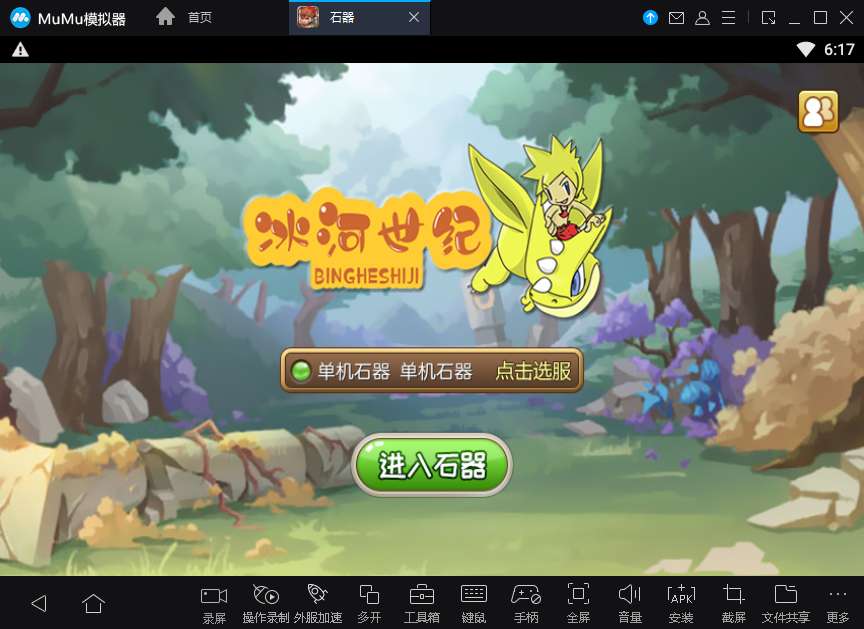 MuMu模拟器
首页
石器
6:17
冰河世纪
BINGHESHIJI
单机石器 单机石器 点击选服
进入石器
录屏
操作录制
外服加速
多开
工具箱
键鼠
手柄
全屏
音量
APK
安装
截屏
文件共享
更多